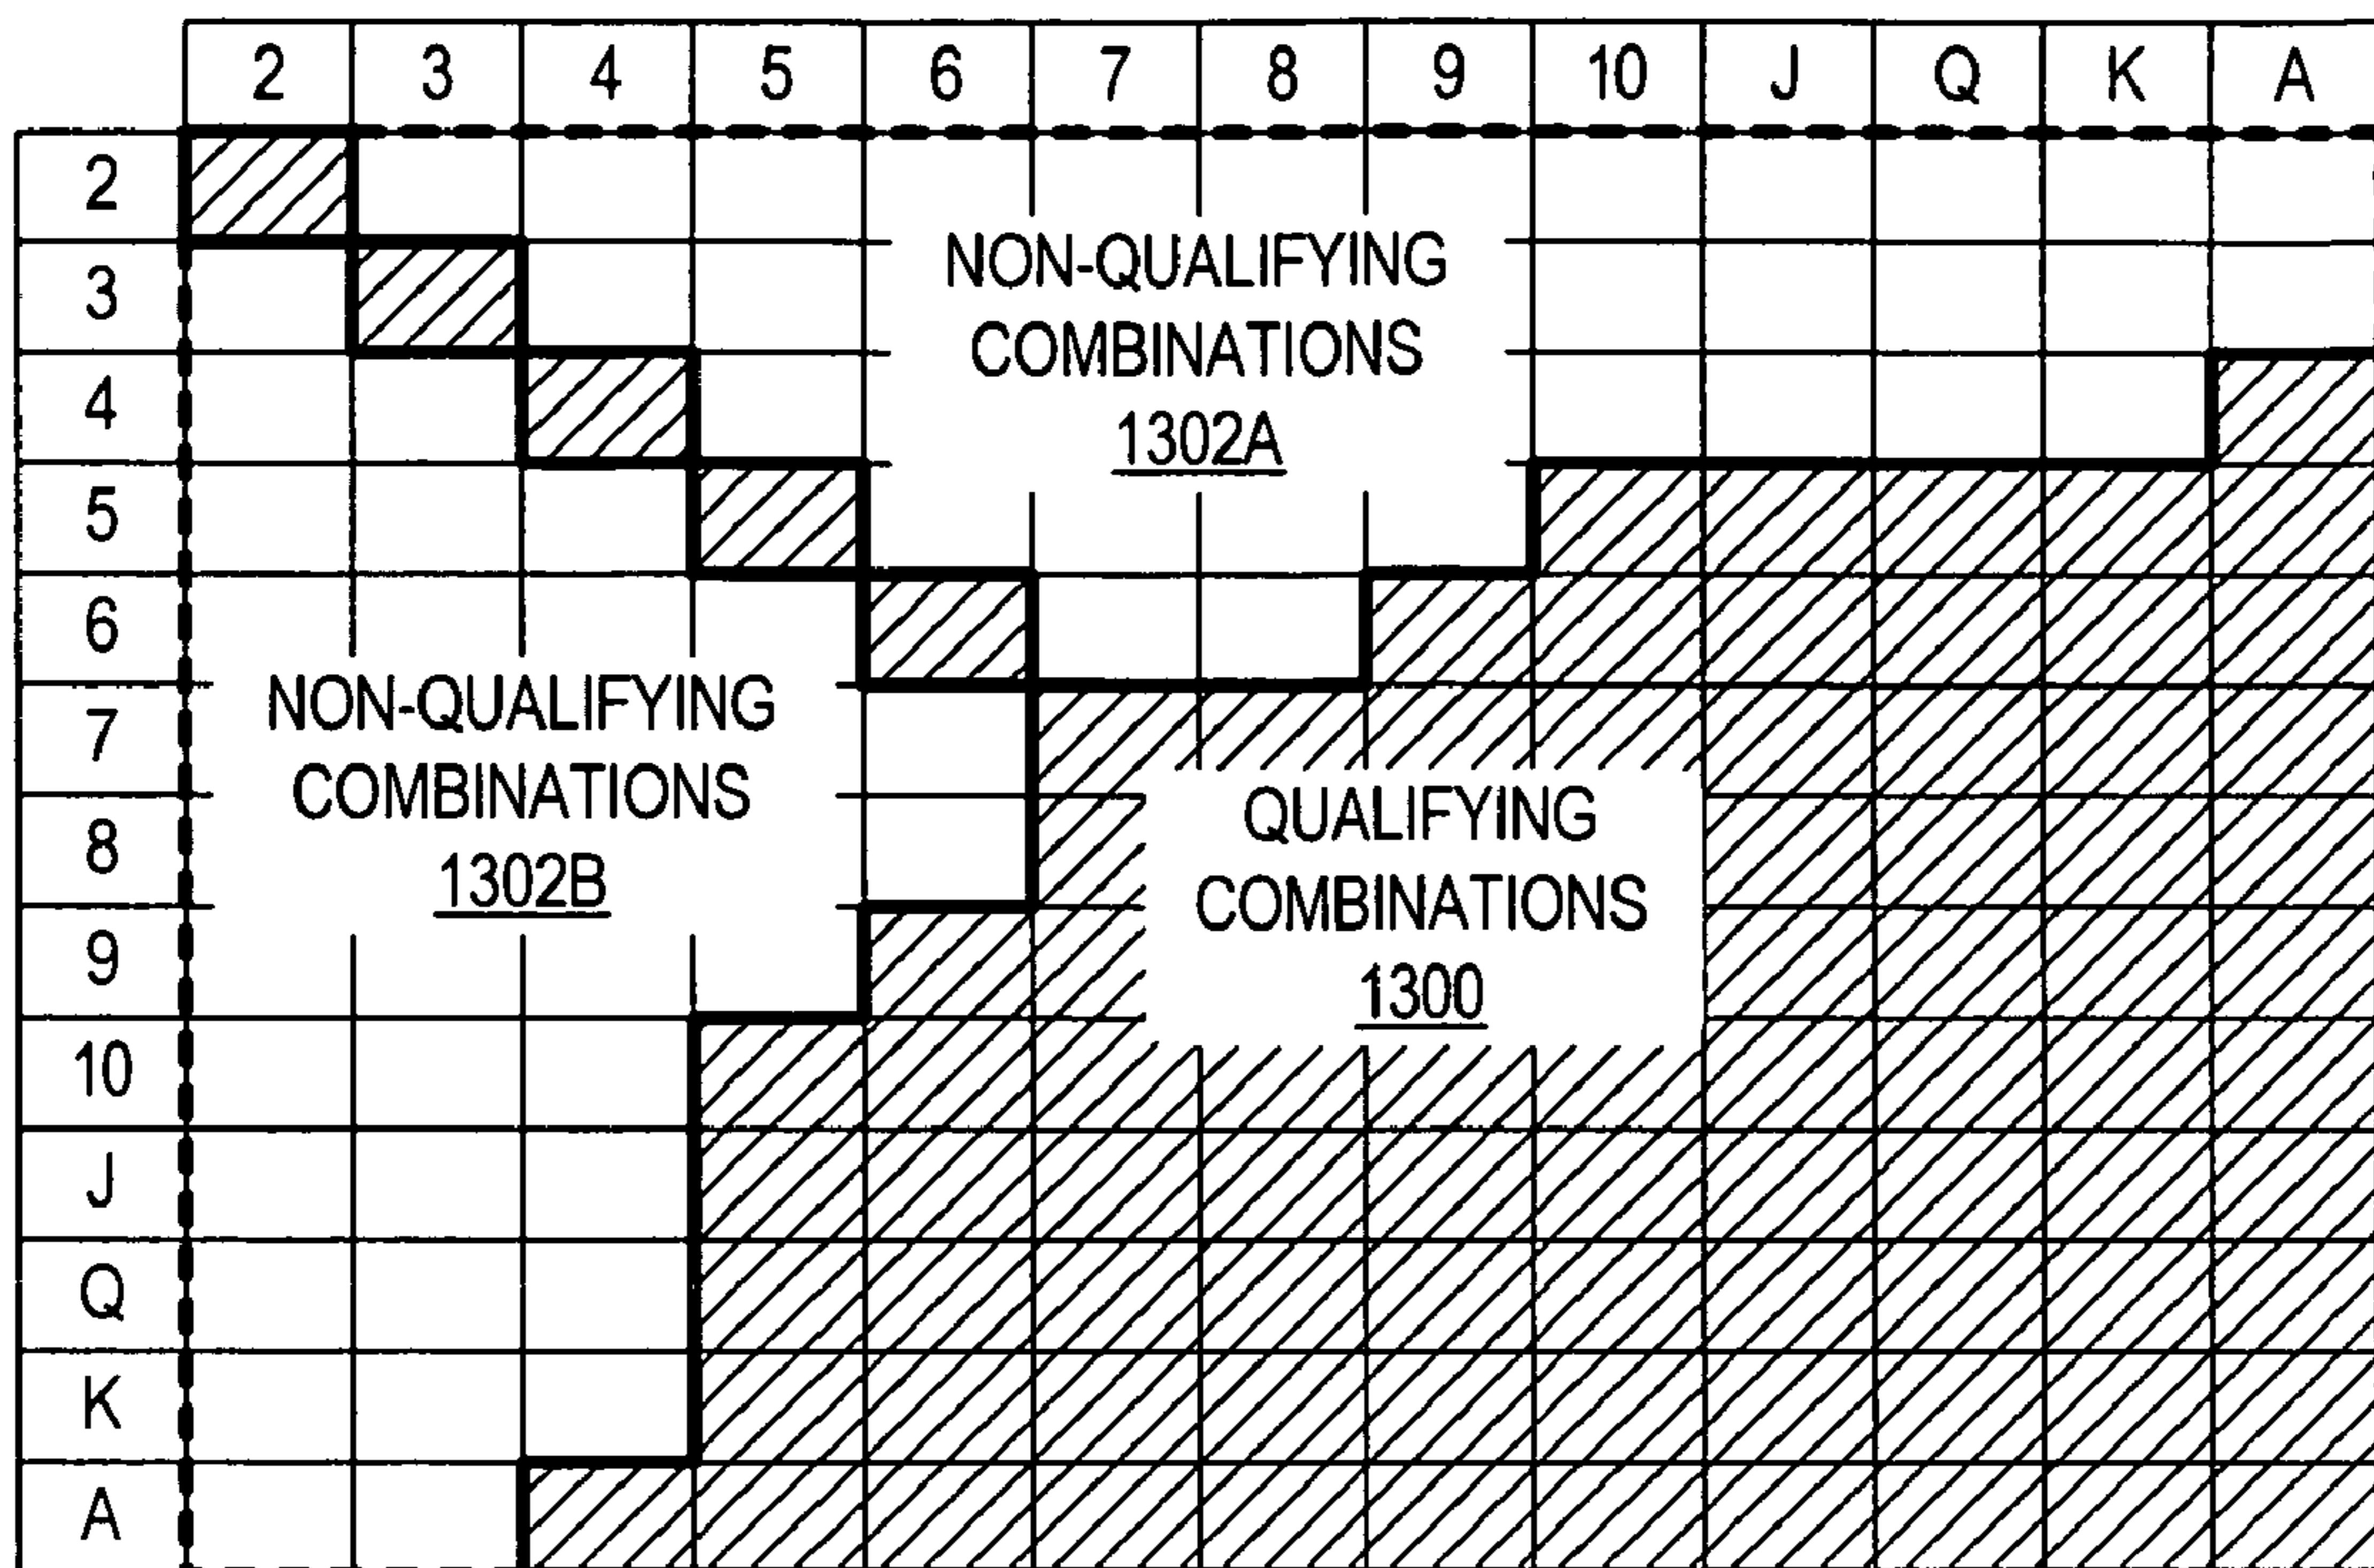 2 3 4 5 6 7 8 9 10 J Q K A
2
3
NON-QUALIFYING
COMBINATIONS
1302A
4
5
6
7
NON-QUALIFYING
COMBINATIONS
1302B
8
QUALIFYING
COMBINATIONS
1300
9
10
J
Q
K
A